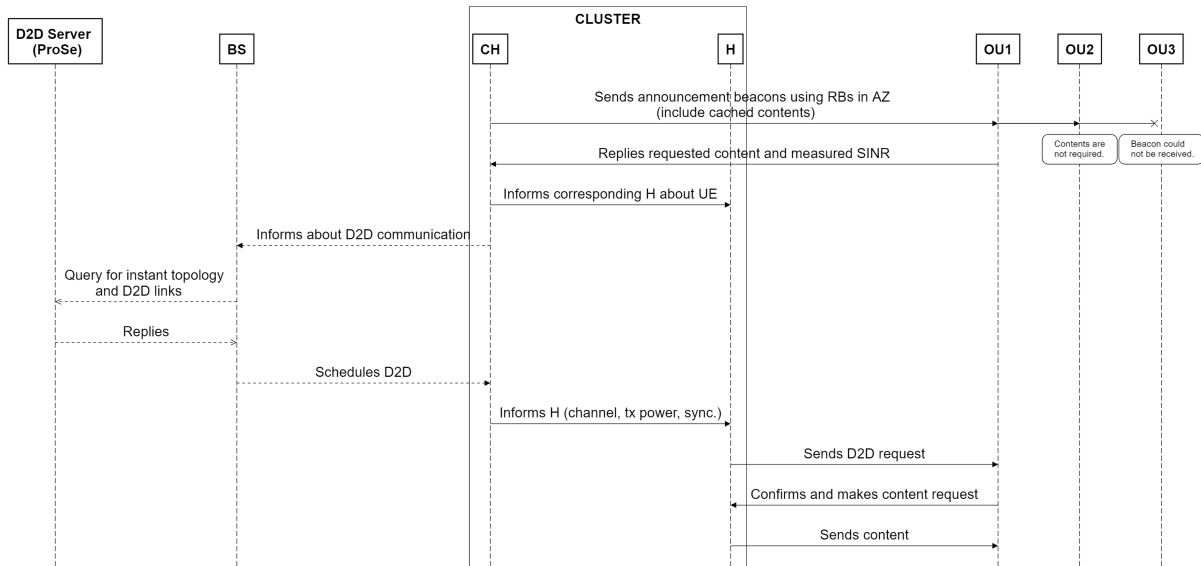 CLUSTER
D2D Server
(ProSe)
BS
CH
H
OU1
OU2
OU3
Sends announcement beacons using RBs in AZ
(include cached contents)
Contents are
not required.
Beacon could
not be received.
Replies requested content and measured SINR
Informs corresponding H about UE
Informs about D2D communication
Query for instant topology
and D2D links
Replies
Schedules D2D
Informs H (channel, tx power, sync.)
Sends D2D request
Confirms and makes content request
Sends content